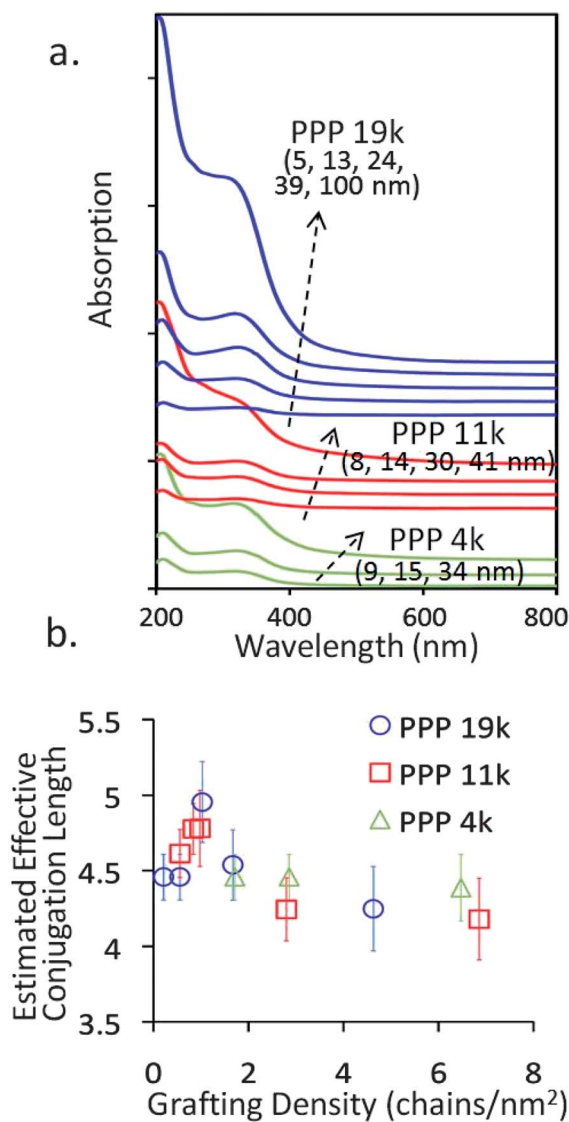 a.
Absorption
PPP 19k
(5, 13, 24,
39, 100 nm)
PPP 11k
(8, 14, 30, 41 nm)
PPP 4k
(9, 15, 34 nm)
200 400 600 800
Wavelength (nm)
b.
Estimated Effective
Conjugation Length
5.5
5
4.5
4
3.5
PPP 19k
PPP 11k
PPP 4k
0 2 4 6 8
Grafting Density (chains/nm²)